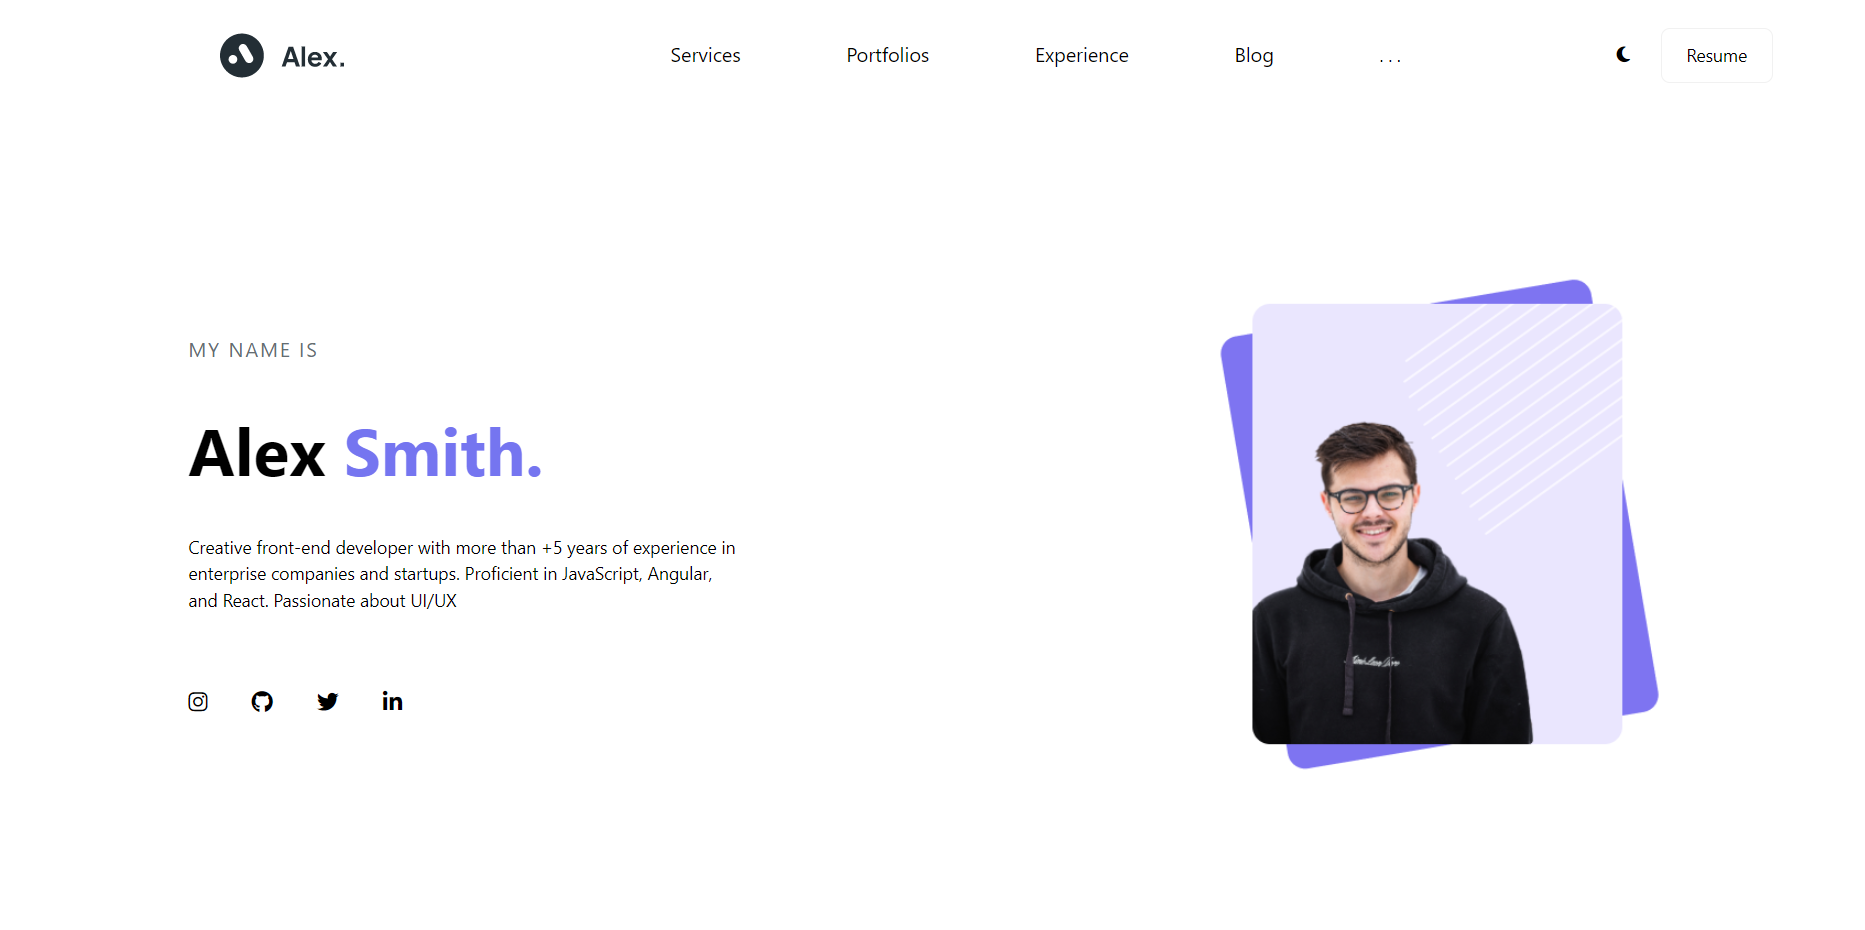 Alex.
Services
Portfolios
Experience
Blog
...
Resume
MY NAME IS
Alex Smith.
Creative front-end developer with more than +5 years of experience in
enterprise companies and startups. Proficient in JavaScript, Angular,
and React. Passionate about UI/UX
in